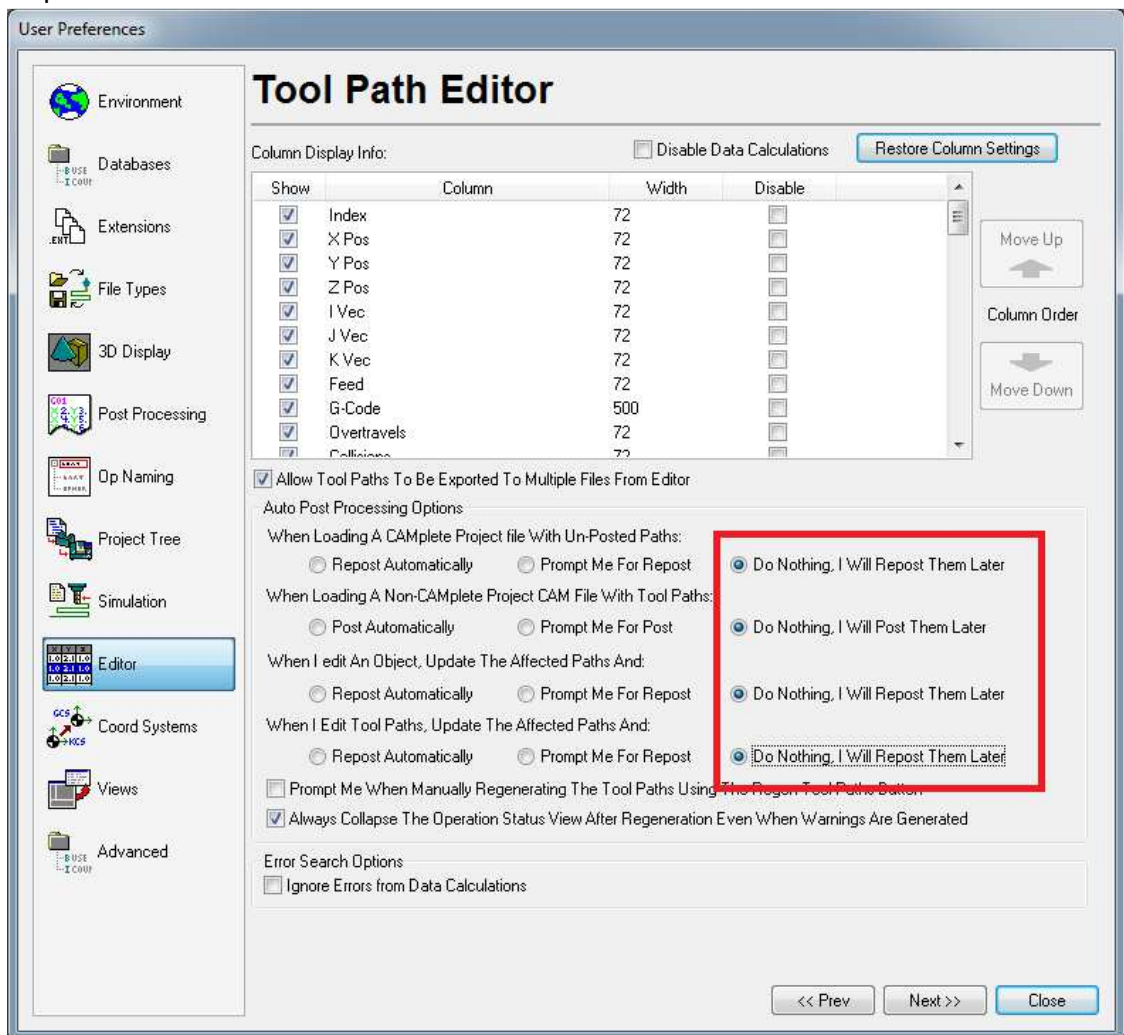 User Preferences
Environment
Databases
Extensions
File Types
3D Display
Post Processing
Op Naming
Project Tree
Simulation
Editor
Coord Systems
Views
Advanced
Tool Path Editor
Column Display Info:
Disable Data Calculations
Restore Column Settings
Show Column Width Disable
Index 72
X Pos 72
Y Pos 72
Z Pos 72
I Vec 72
J Vec 72
K Vec 72
Feed 72
G-Code 500
Overtravels 72
Collisions 72
Move Up
Column Order
Move Down
Allow Tool Paths To Be Exported To Multiple Files From Editor
Auto Post Processing Options
When Loading A CAMplete Project file With Un-Posted Paths:
Repost Automatically Prompt Me For Repost Do Nothing, I Will Repost Them Later
When Loading A Non-CAMplete Project CAM File With Tool Paths:
Post Automatically Prompt Me For Post Do Nothing, I Will Post Them Later
When I edit An Object, Update The Affected Paths And:
Repost Automatically Prompt Me For Repost Do Nothing, I Will Repost Them Later
When I Edit Tool Paths, Update The Affected Paths And:
Repost Automatically Prompt Me For Repost Do Nothing, I Will Repost Them Later
Prompt Me When Manually Regenerating The Tool Paths Using The Regen Tool Paths Button
Always Collapse The Operation Status View After Regeneration Even When Warnings Are Generated
Error Search Options
Ignore Errors from Data Calculations
<< Prev Next >> Close